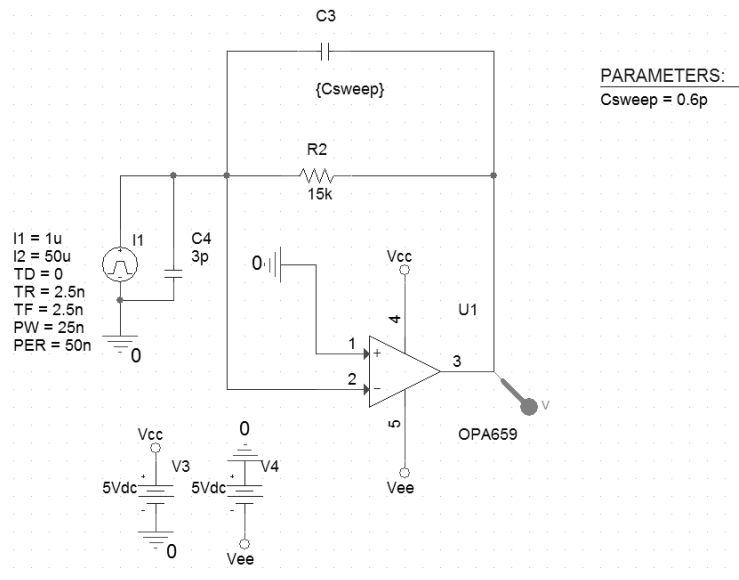 C3
{Csweep}
PARAMETERS:
Csweep = 0.6p
R2
15k
I1 = 1u
I2 = 50u
TD = 0
TR = 2.5n
TF = 2.5n
PW = 25n
PER = 50n
I1
+
-
C4
3p
0
0
Vcc
U1
4
1
+
2
−
3
5
V
OPA659
Vee
Vcc
V3
5Vdc
+
-
0
0
V4
5Vdc
+
-
Vee